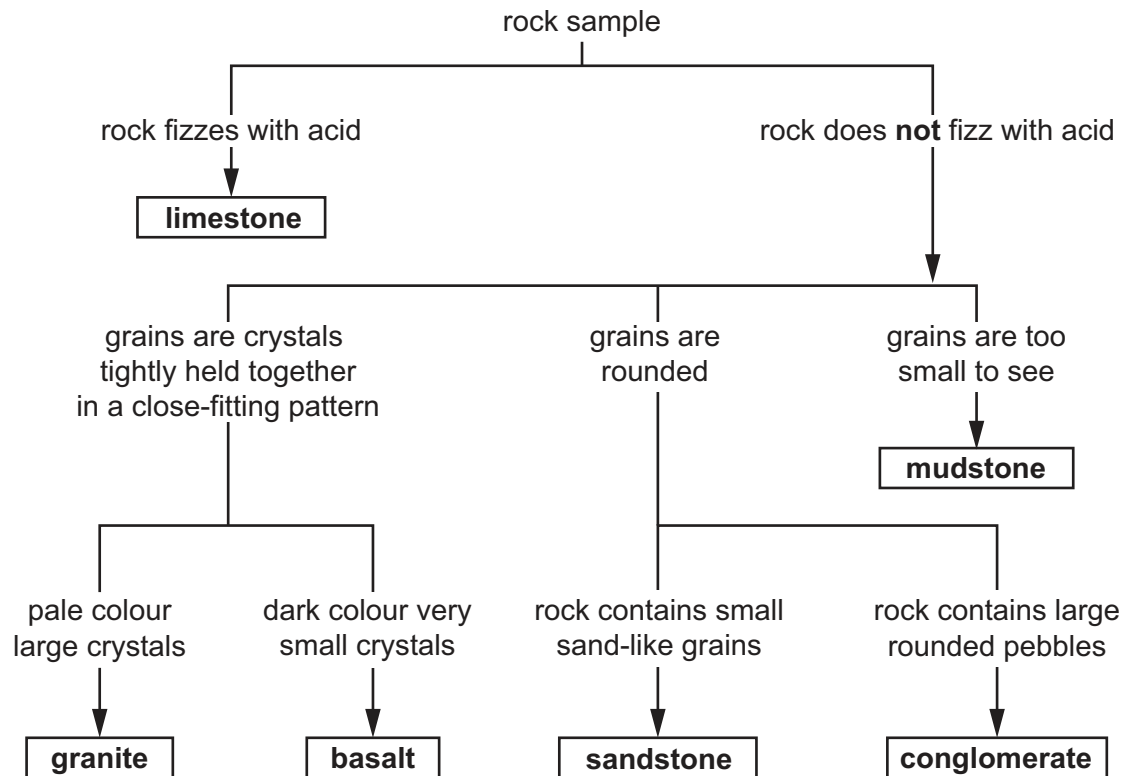 rock sample
rock fizzes with acid
rock does not fizz with acid
limestone
grains are crystals
tightly held together
in a close-fitting pattern
grains are
rounded
grains are too
small to see
mudstone
pale colour
large crystals
dark colour very
small crystals
rock contains small
sand-like grains
rock contains large
rounded pebbles
granite
basalt
sandstone
conglomerate